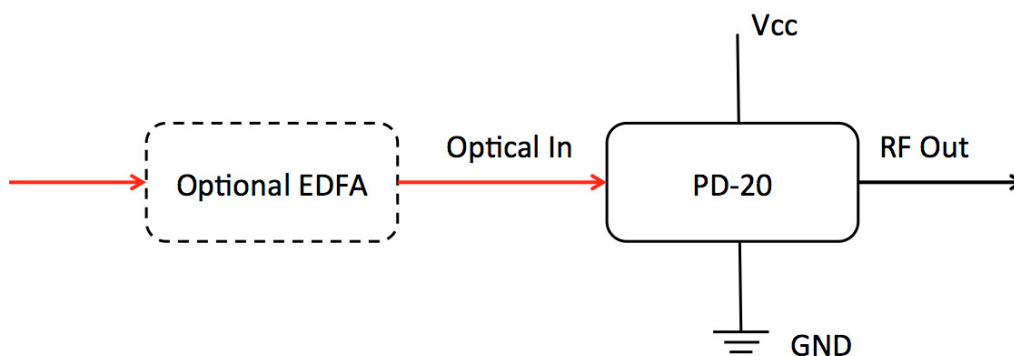 Vcc
Optical In
RF Out
Optional EDFA
PD-20
GND